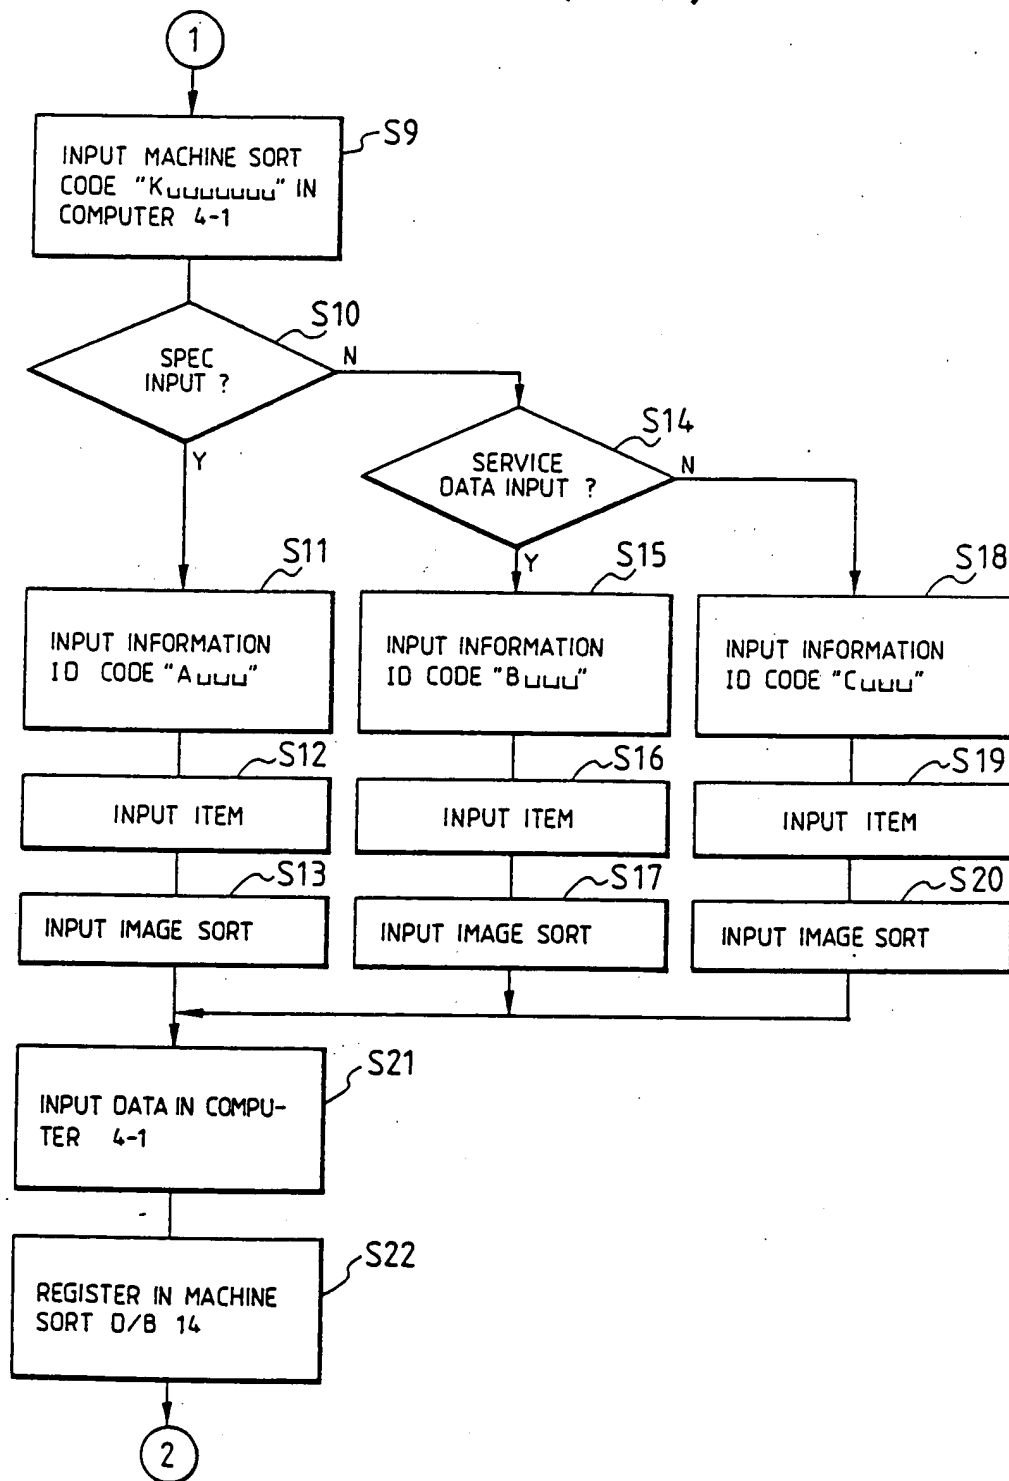 1
S9
INPUT MACHINE SORT
CODE "K␣␣␣␣␣␣␣" IN
COMPUTER 4-1
S10
SPEC
INPUT ?
N
Y
S14
SERVICE
DATA INPUT ?
N
Y
S11
INPUT INFORMATION
ID CODE "A␣␣␣"
S15
INPUT INFORMATION
ID CODE "B␣␣␣"
S18
INPUT INFORMATION
ID CODE "C␣␣␣"
S12
INPUT ITEM
S16
INPUT ITEM
S19
INPUT ITEM
S13
INPUT IMAGE SORT
S17
INPUT IMAGE SORT
S20
INPUT IMAGE SORT
S21
INPUT DATA IN COMPU-
TER 4-1
S22
REGISTER IN MACHINE
SORT D/B 14
2